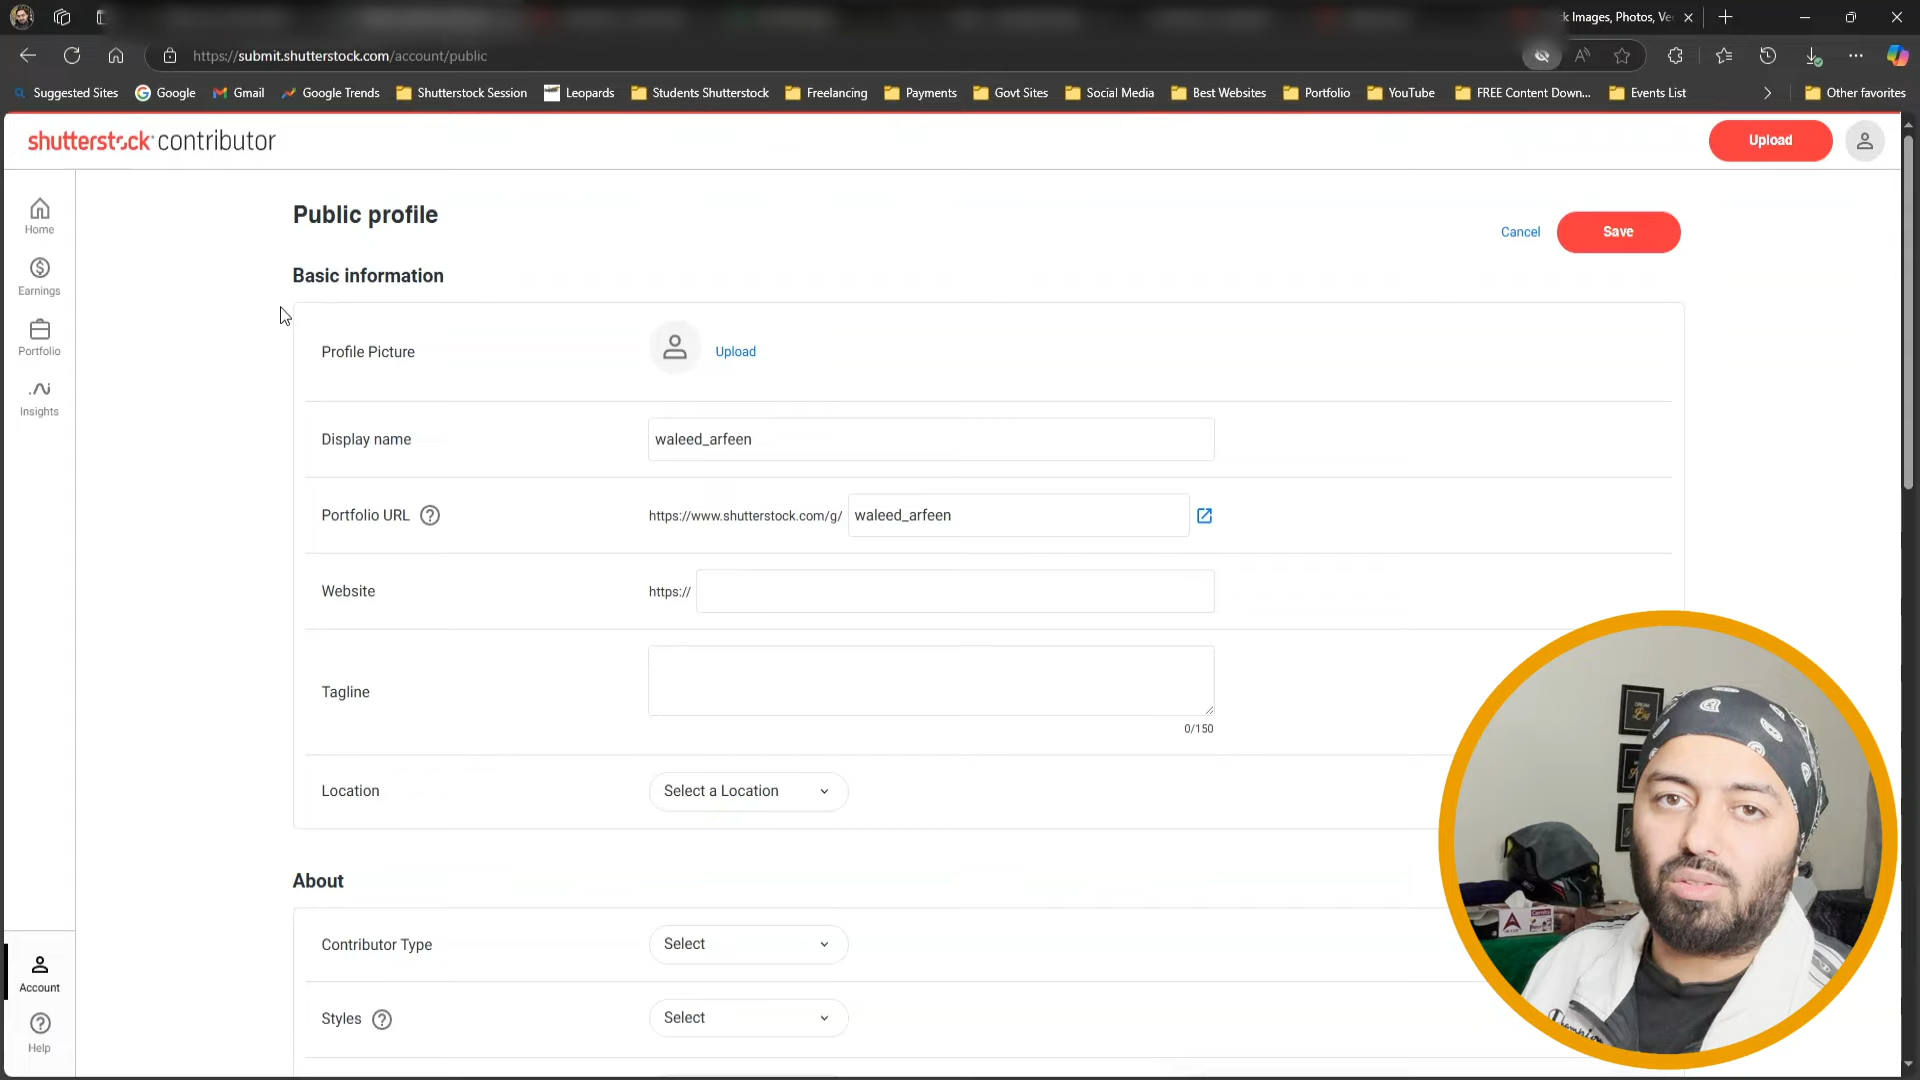 k Images, Photos, Ve
https://submit.shutterstock.com/account/public
Suggested Sites Google Gmail Google Trends Shutterstock Session Leopards Students Shutterstock Freelancing Payments Govt Sites Social Media Best Websites Portfolio YouTube FREE Content Down... Events List Other favorites
shutterstock contributor
Upload
Home
Earnings
Portfolio
Insights
Account
Help
Public profile
Cancel Save
Basic information
Profile Picture Upload
Display name waleed_arfeen
Portfolio URL https://www.shutterstock.com/g/ waleed_arfeen
Website https://
Tagline
0/150
Location Select a Location
About
Contributor Type Select
Styles Select
Big
Champion